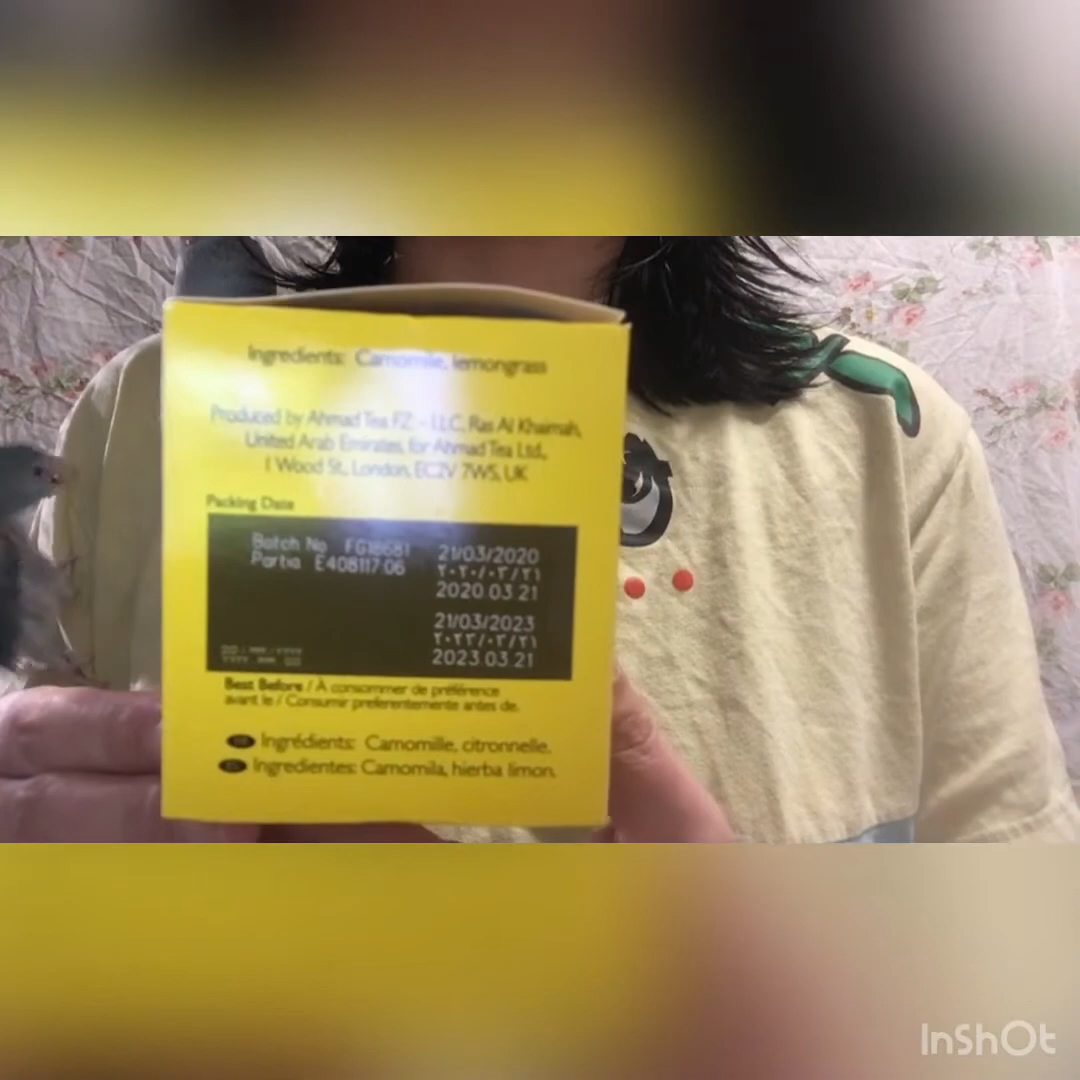 Ingredients: Camomile, lemongrass
Produced by Ahmad Tea FZ - LLC, Ras Al Khaimah,
United Arab Emirates, for Ahmad Tea Ltd.,
1 Wood St., London, EC2V 7WS, UK
Packing Date
Batch No FG18681 21/03/2020
Partia E408117 06 ٢٠٢٠/٠٣/٢١
2020 03 21
21/03/2023
٢٠٢٣/٠٣/٢١
2023 03 21
Best Before / À consommer de préférence
avant le / Consumir preferentemente antes de.
Ingrédients: Camomille, citronnelle.
Ingredientes: Camomila, hierba limon.
InShOt